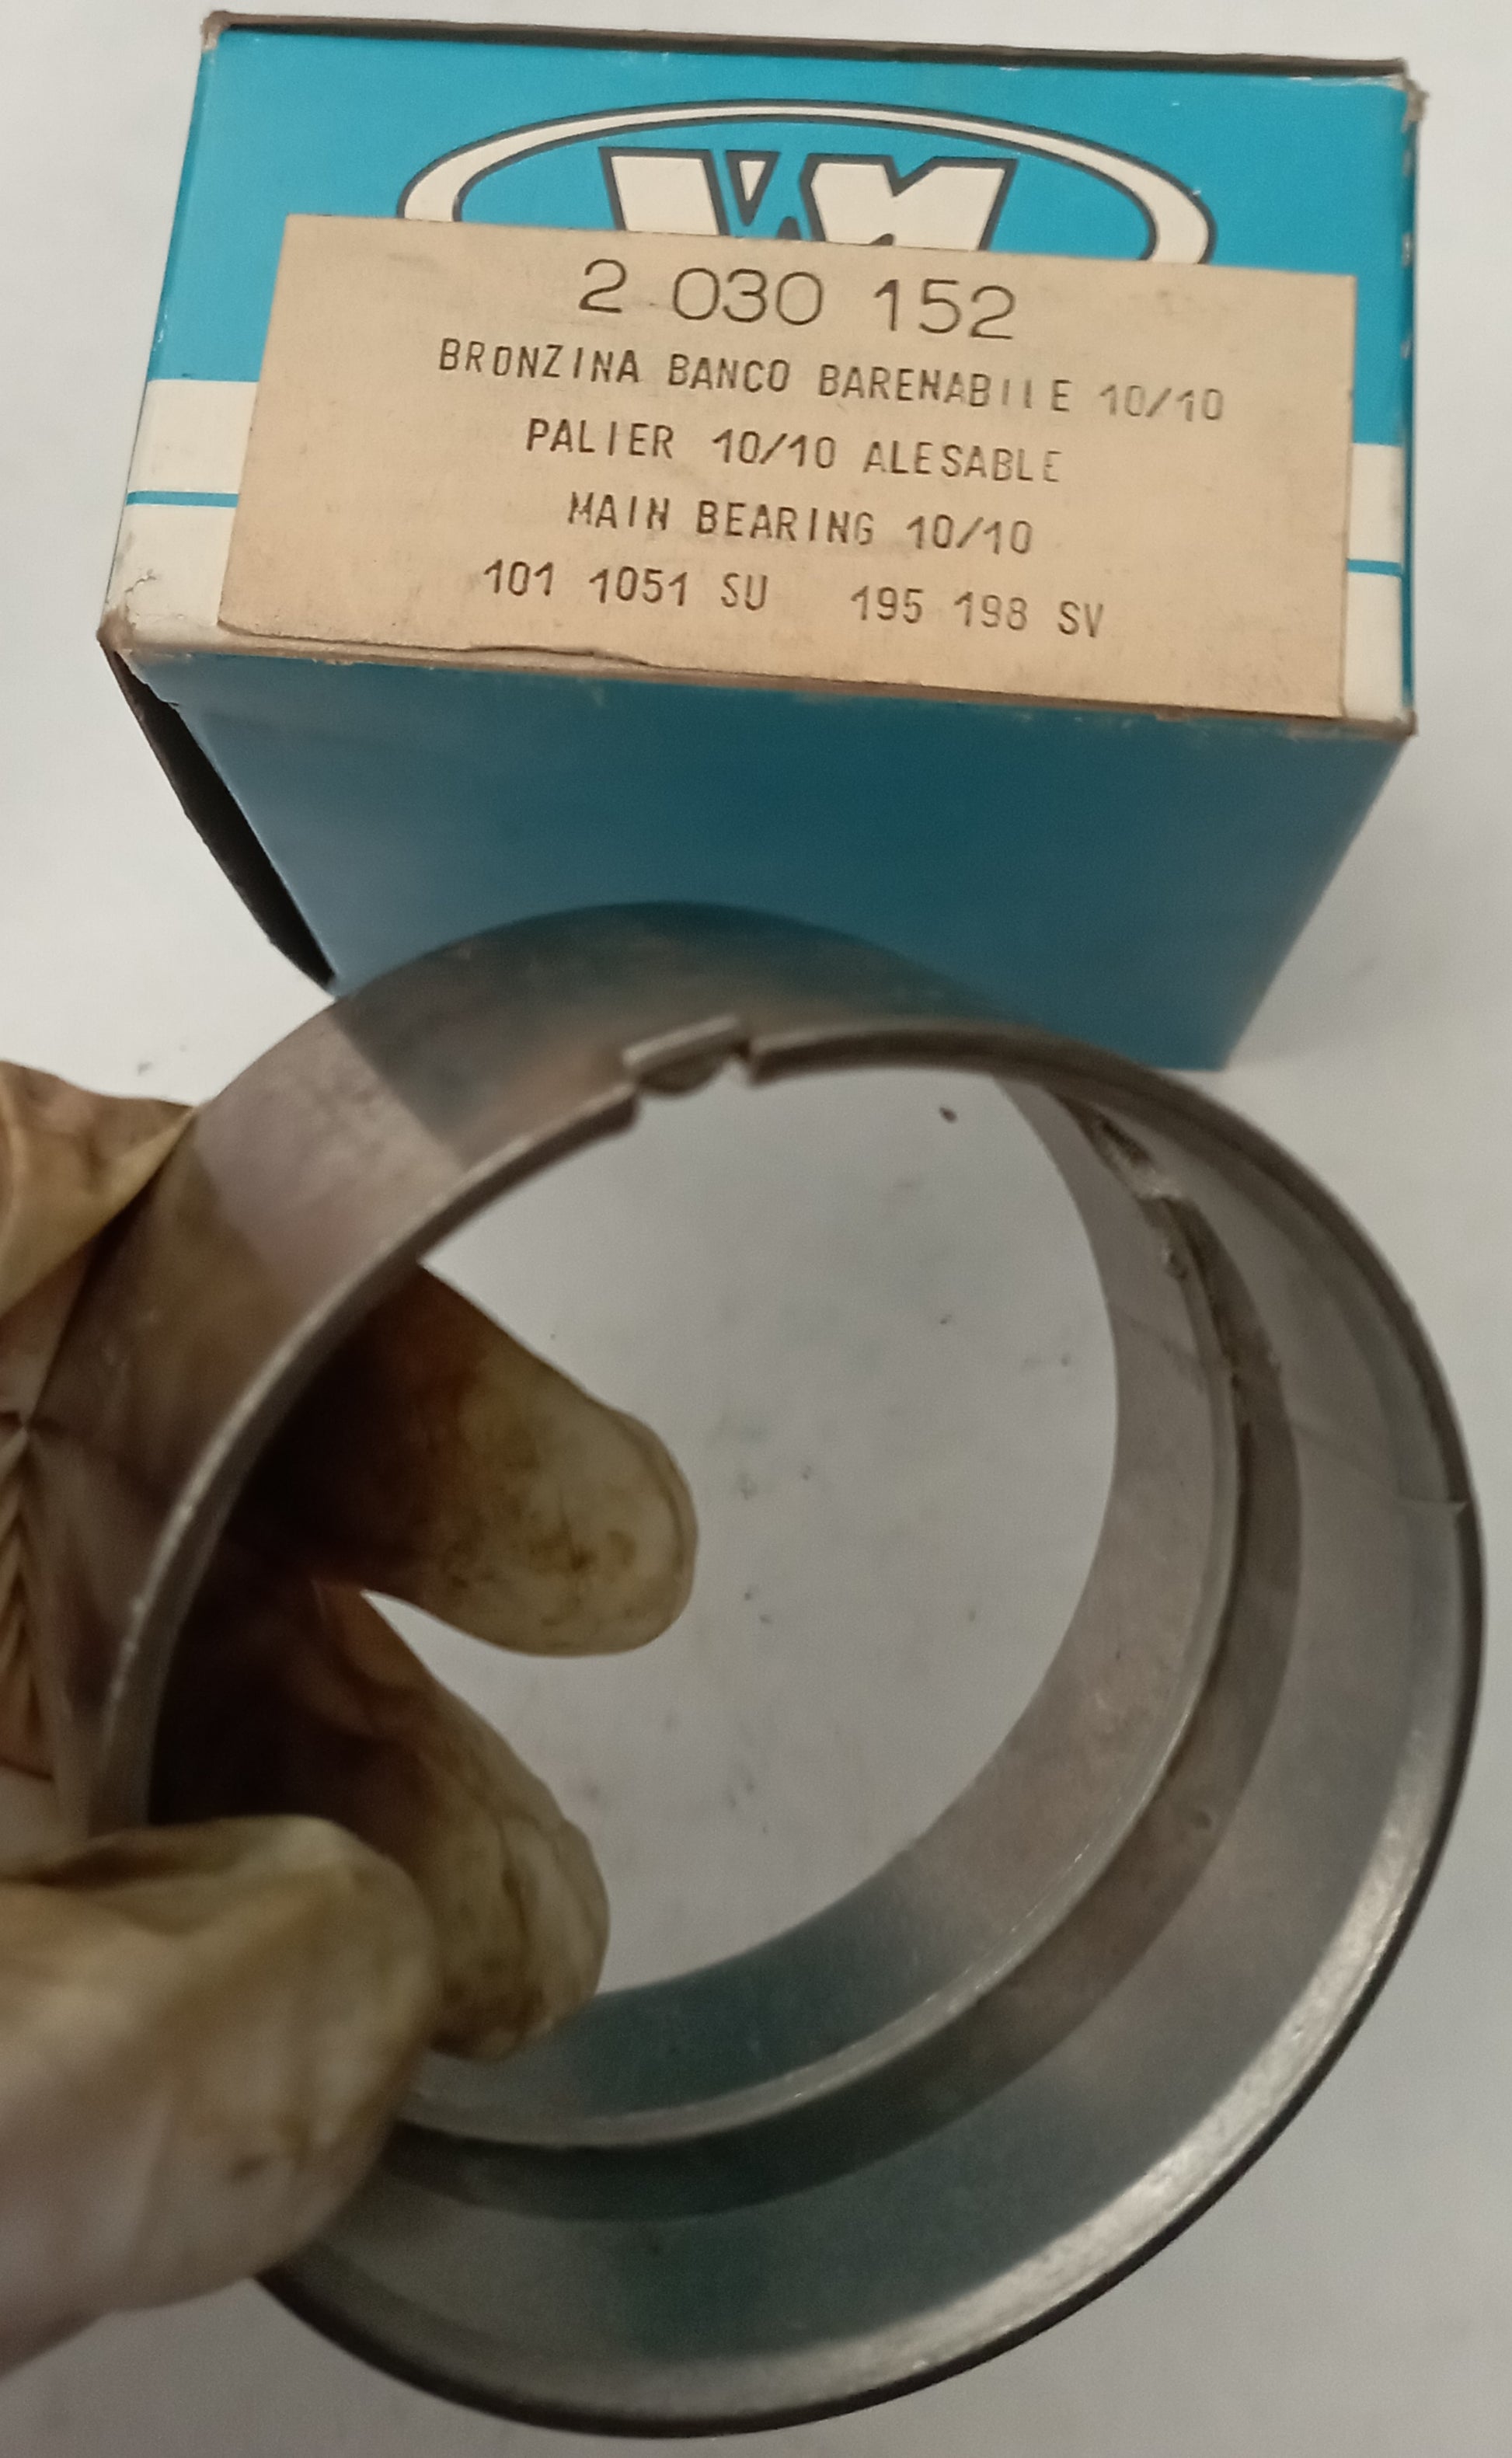 VM
2 030 152
BRONZINA BANCO BARENABILE 10/10
PALIER 10/10 ALESABLE
MAIN BEARING 10/10
101 1051 SU 195 198 SV